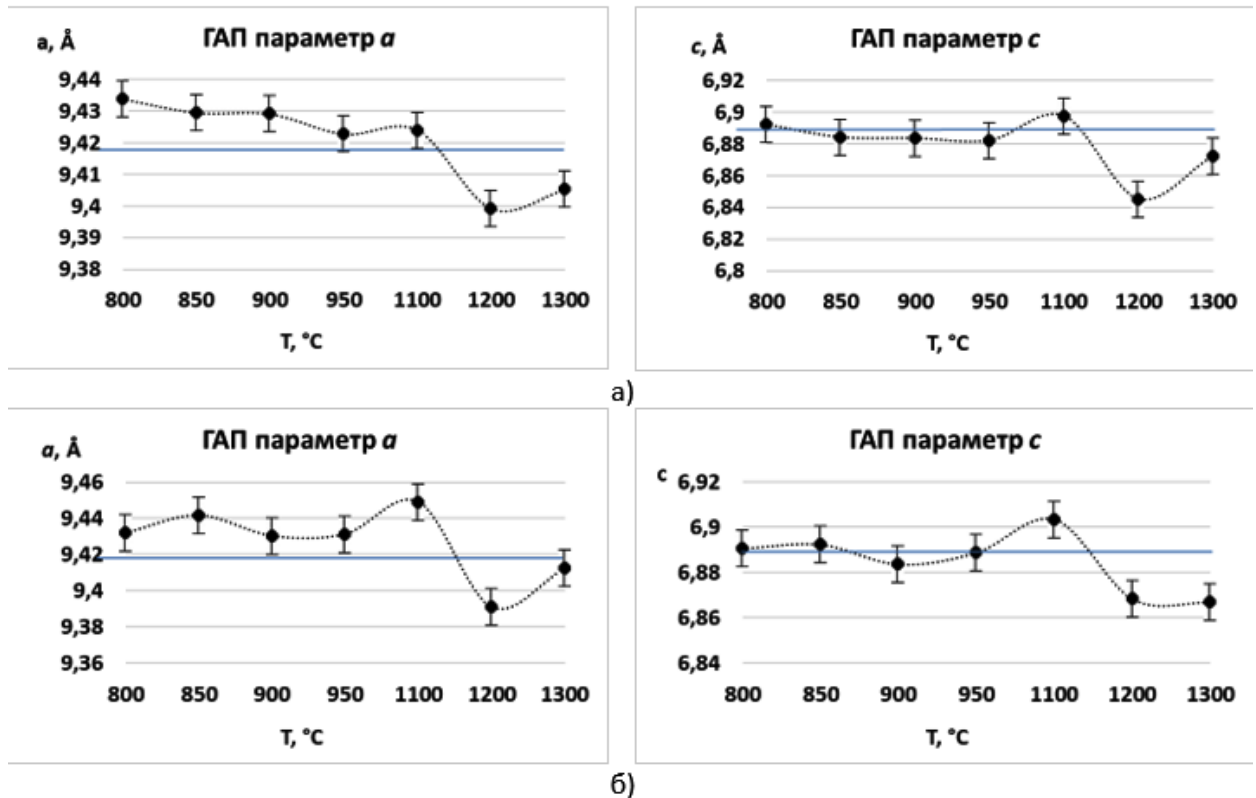 ГАП параметр a
a, Å
9,44
9,43
9,42
9,41
9,4
9,39
9,38
800 850 900 950 1100 1200 1300
T, °C
ГАП параметр c
c, Å
6,92
6,9
6,88
6,86
6,84
6,82
6,8
800 850 900 950 1100 1200 1300
T, °C
а)
ГАП параметр a
a, Å
9,46
9,44
9,42
9,4
9,38
9,36
800 850 900 950 1100 1200 1300
T, °C
ГАП параметр c
c
6,92
6,9
6,88
6,86
6,84
800 850 900 950 1100 1200 1300
T, °C
б)